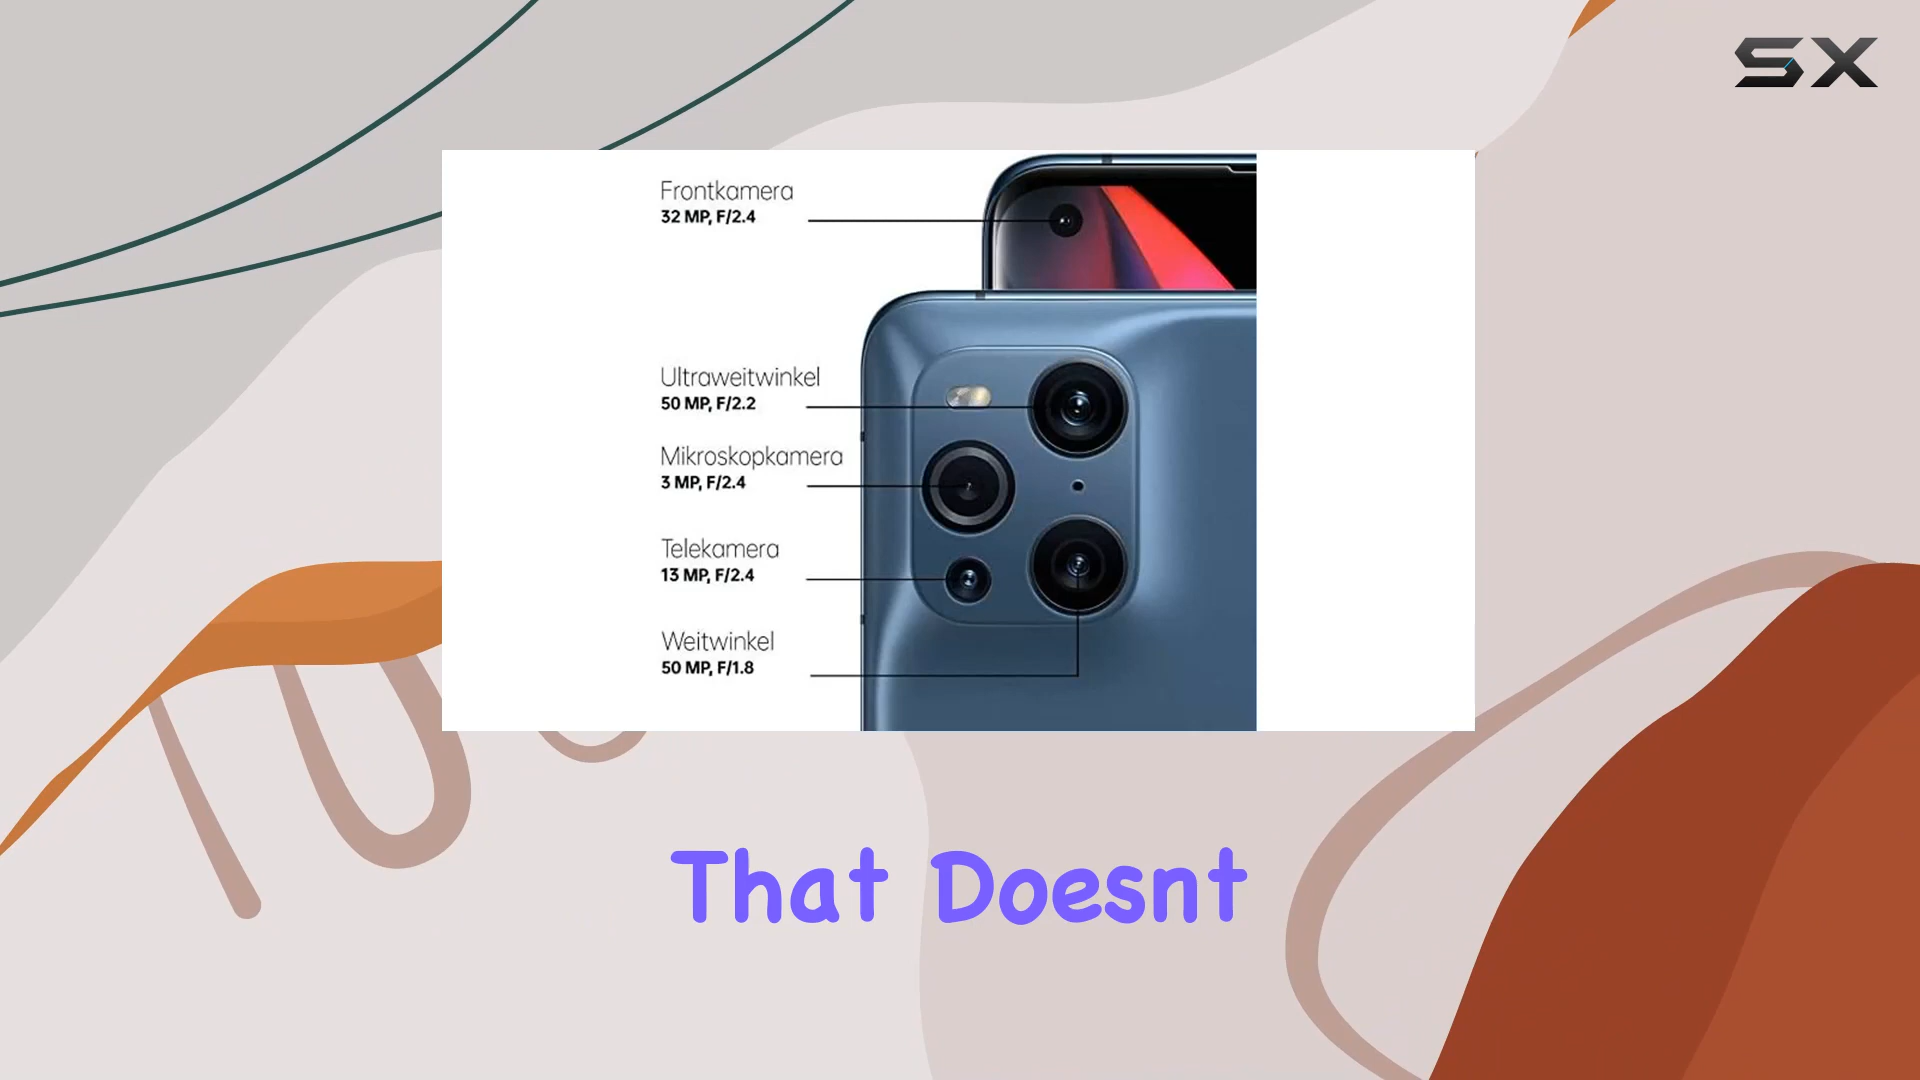 SX
Frontkamera
32 MP, F/2.4
Ultraweitwinkel
50 MP, F/2.2
Mikroskopkamera
3 MP, F/2.4
Telekamera
13 MP, F/2.4
Weitwinkel
50 MP, F/1.8
That Doesnt